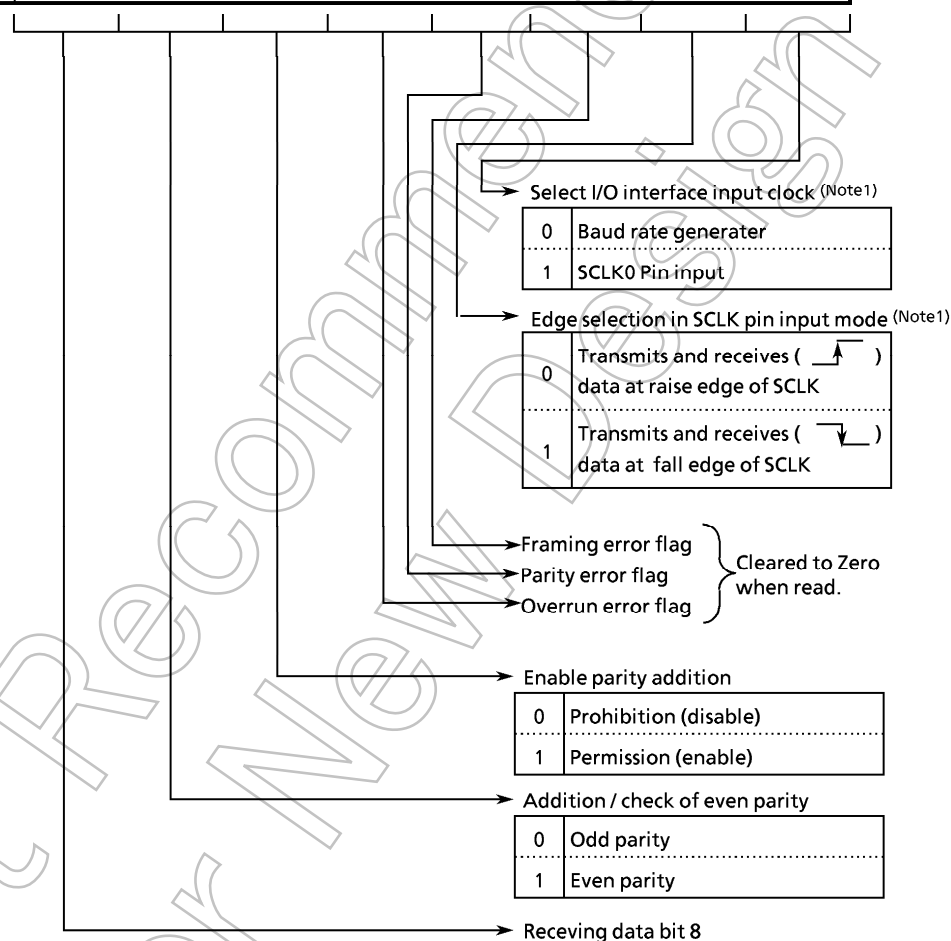 Select I/O interface input clock (Note1)
0 Baud rate generater
1 SCLK0 Pin input
Edge selection in SCLK pin input mode (Note1)
0 Transmits and receives ( )
data at raise edge of SCLK
1 Transmits and receives ( )
data at fall edge of SCLK
Framing error flag
Parity error flag
Overrun error flag
Cleared to Zero
when read.
Enable parity addition
0 Prohibition (disable)
1 Permission (enable)
Addition / check of even parity
0 Odd parity
1 Even parity
Receving data bit 8